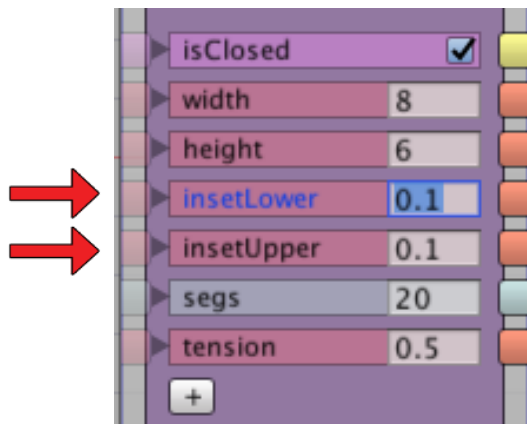 isClosed
width 8
height 6
insetLower 0.1
insetUpper 0.1
segs 20
tension 0.5
+